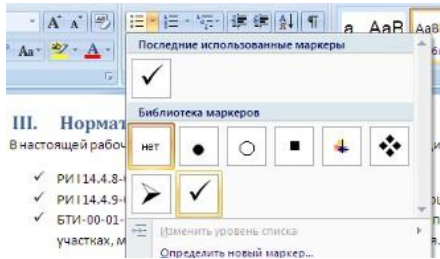 Aa А а AaB AaB
Последние использованные маркеры
Библиотека маркеров
нет
III. Нормат
В настоящей рабоч
РИ I 14.4.8-
РИ I 14.4.9-
БТИ-00-01-
участках, м
Изменить уровень списка
Определить новый маркер...